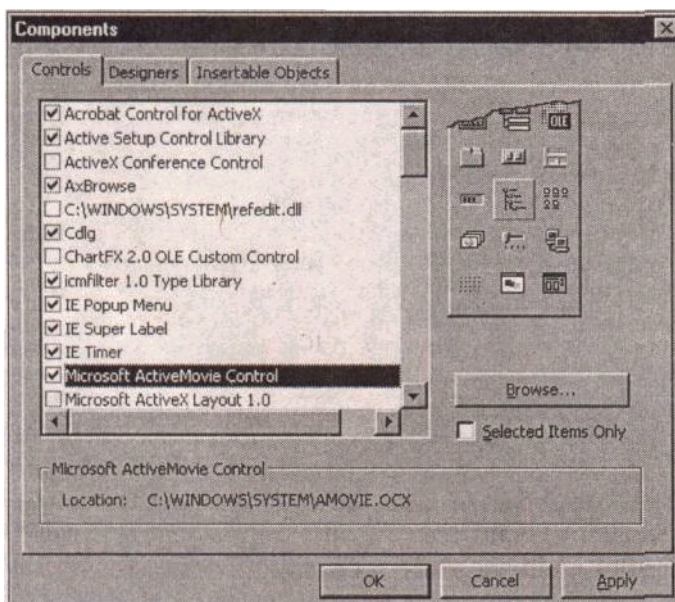 Components
Controls
Designers
Insertable Objects
Acrobat Control for ActiveX
Active Setup Control Library
ActiveX Conference Control
AxBrowse
C:\WINDOWS\SYSTEM\refedit.dll
Cdlg
ChartFX 2.0 OLE Custom Control
icmfilter 1.0 Type Library
IE Popup Menu
IE Super Label
IE Timer
Microsoft ActiveMovie Control
Microsoft ActiveX Layout 1.0
OLE
Browse...
Selected Items Only
Microsoft ActiveMovie Control
Location: C:\WINDOWS\SYSTEM\AMOVIE.OCX
OK
Cancel
Apply